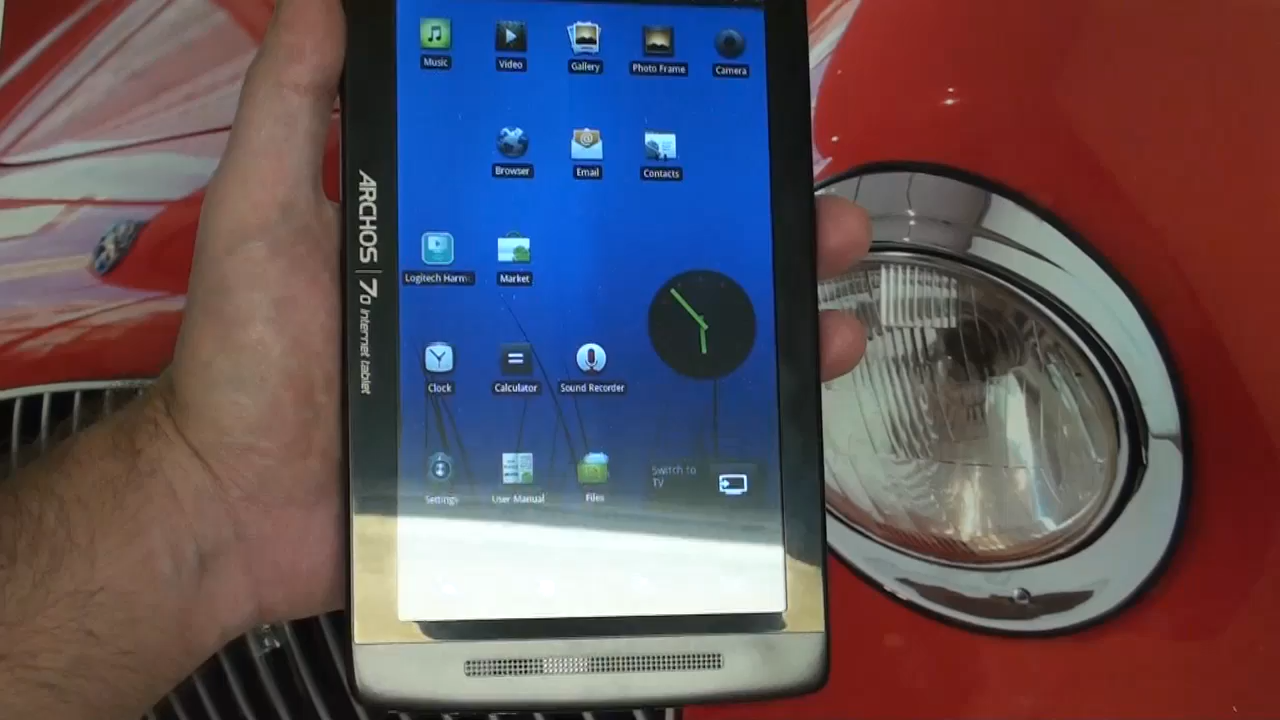 Music
Video
Gallery
Photo Frame
Camera
Browser
Email
Contacts
Logitech Harm
Market
Clock
Calculator
Sound Recorder
Settings
User Manual
Files
Switch to
TV
ARCHOS | 70 internet tablet